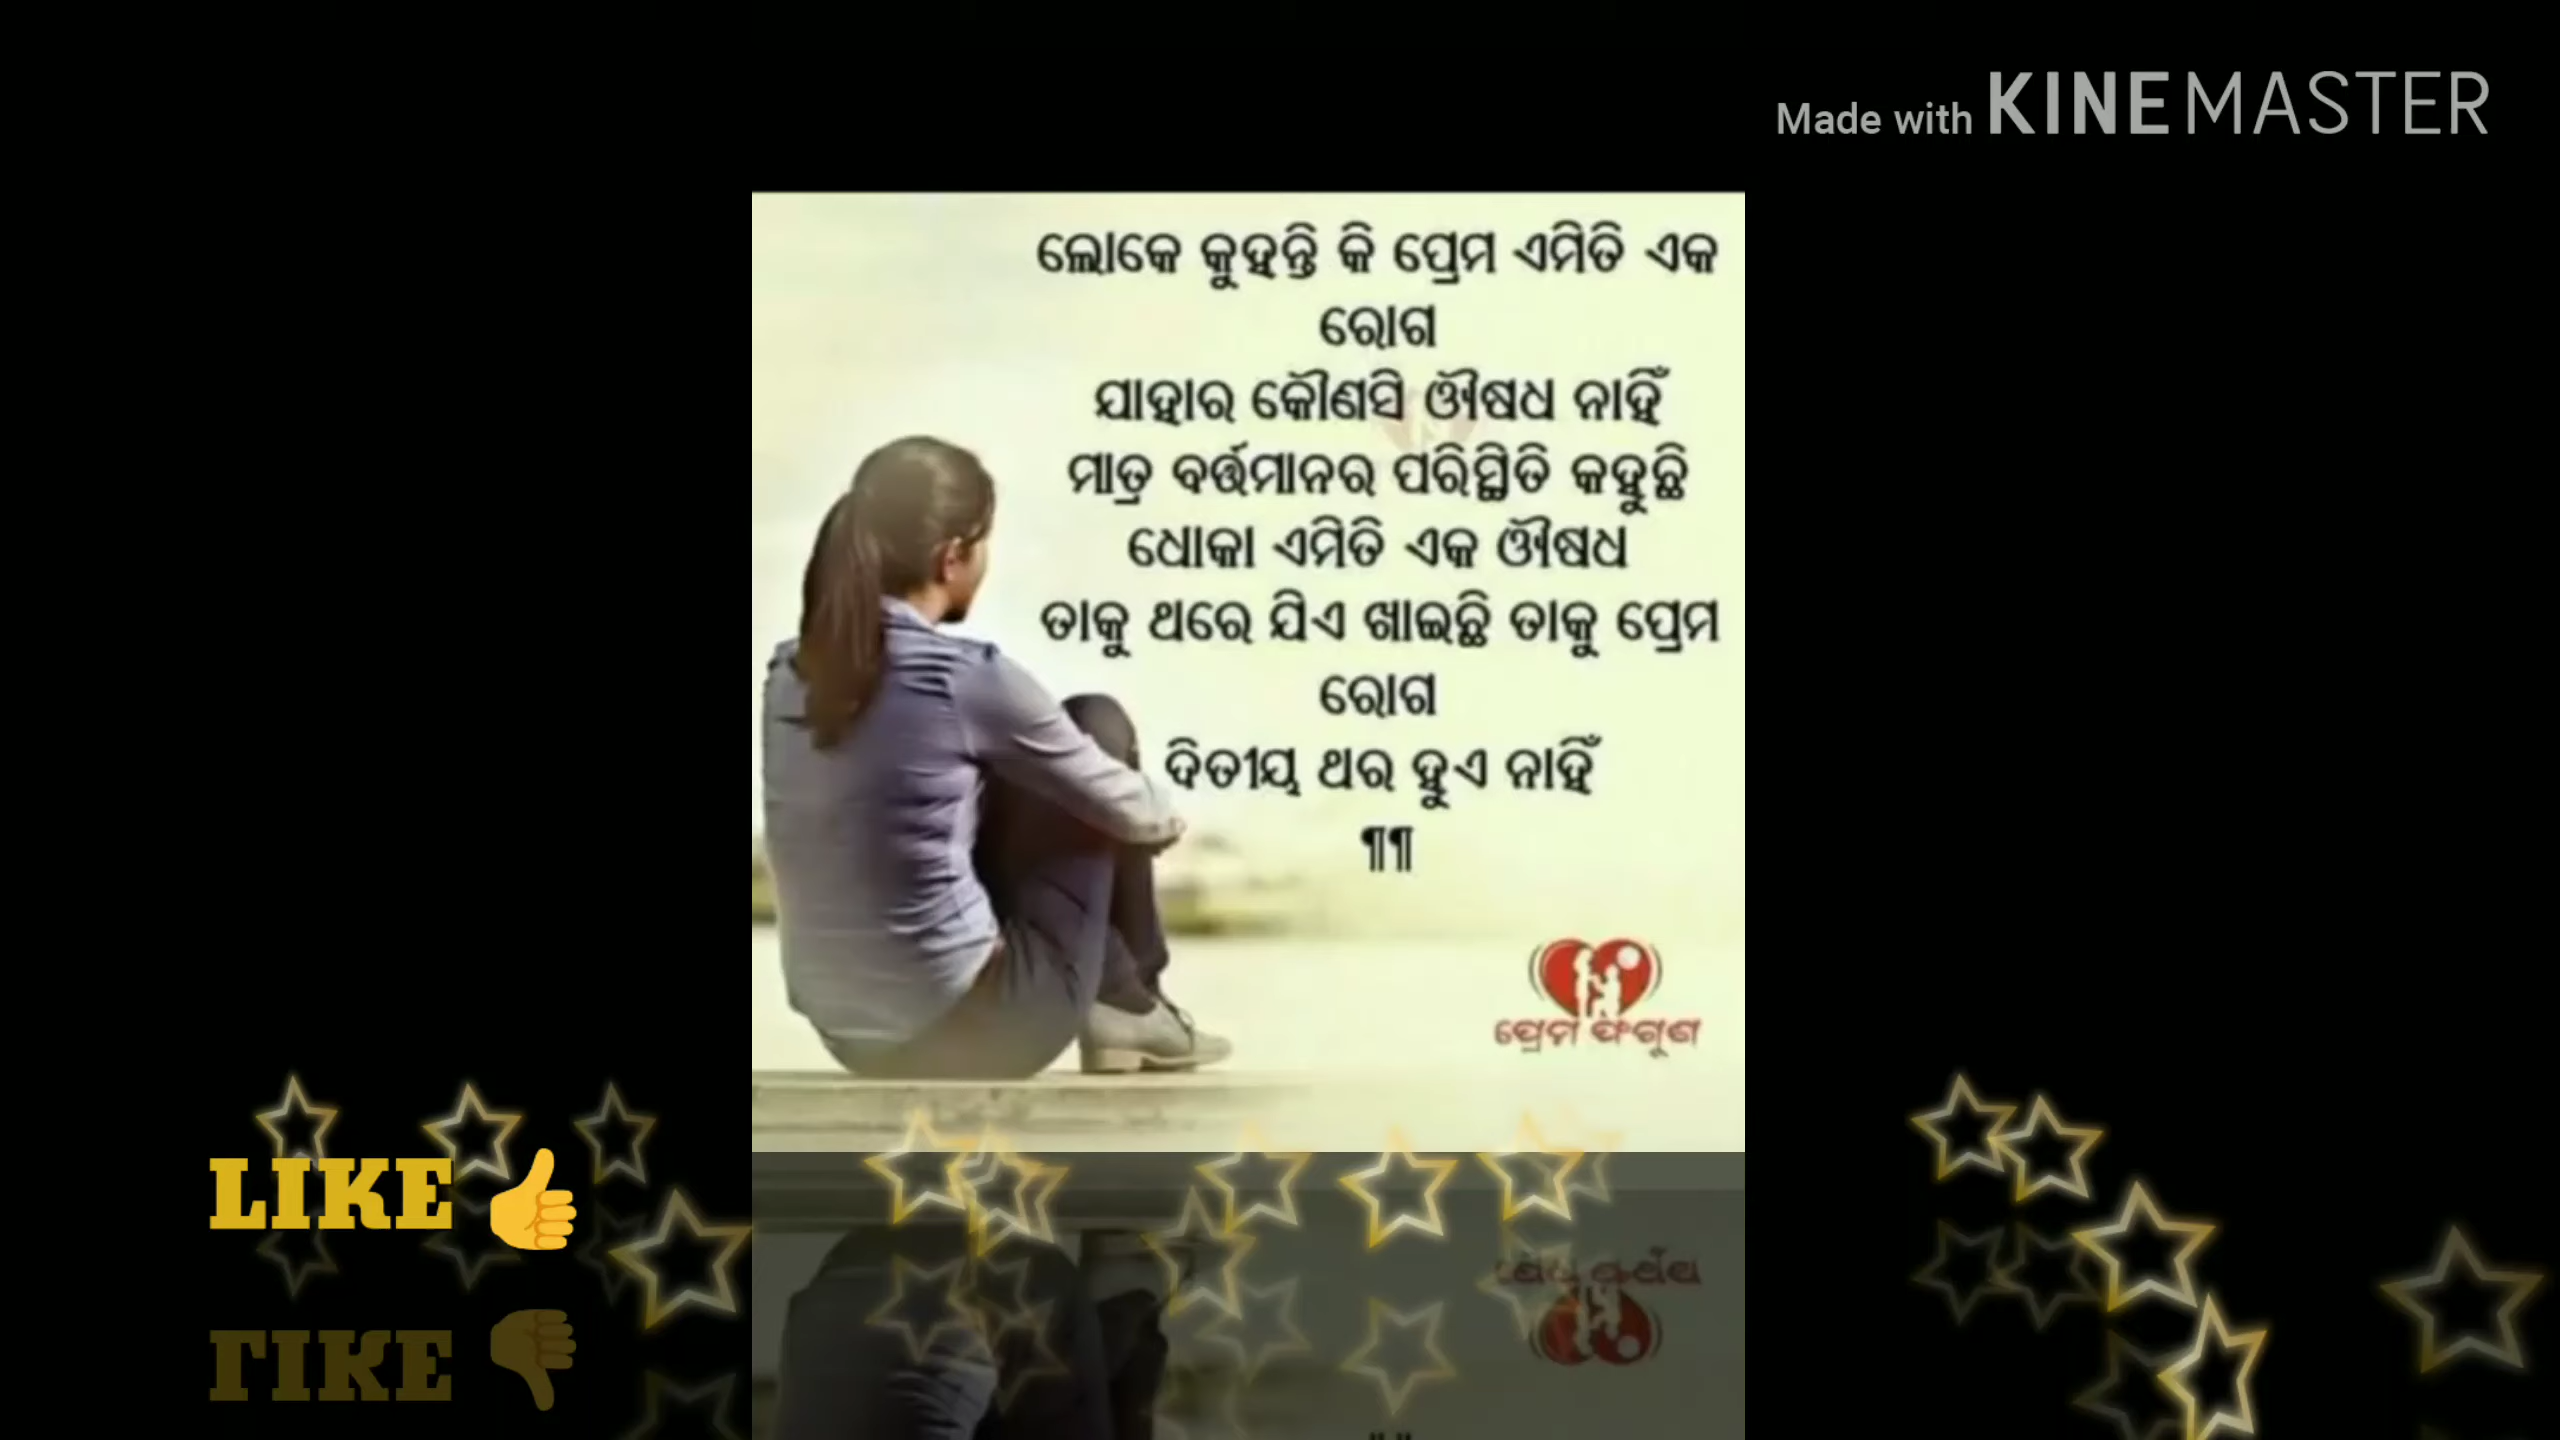 Made with KINEMASTER
ଲୋକେ କୁହନ୍ତି କି ପ୍ରେମ ଏମିତି ଏକ
ରୋଗ
ଯାହାର କୌଣସି ଔଷଧ ନାହିଁ
ମାତ୍ର ବର୍ତ୍ତମାନର ପରିସ୍ଥିତି କହୁଛି
ଧୋକା ଏମିତି ଏକ ଔଷଧ
ତାକୁ ଥରେ ଯିଏ ଖାଇଛି ତାକୁ ପ୍ରେମ
ରୋଗ
ଦିତୀୟ ଥର ହୁଏ ନାହିଁ
¶¶
ପ୍ରେମ ଫଗୁଣ
LIKE 👍